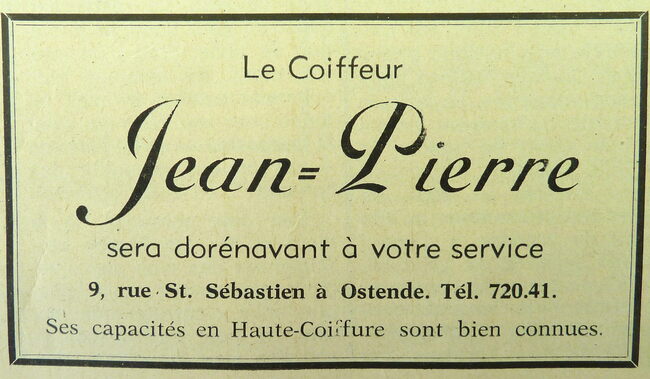 Le Coiffeur
Jean=Pierre
sera dorénavant à votre service
9, rue St. Sébastien à Ostende. Tél. 720.41.
Ses capacités en Haute-Coiffure sont bien connues.